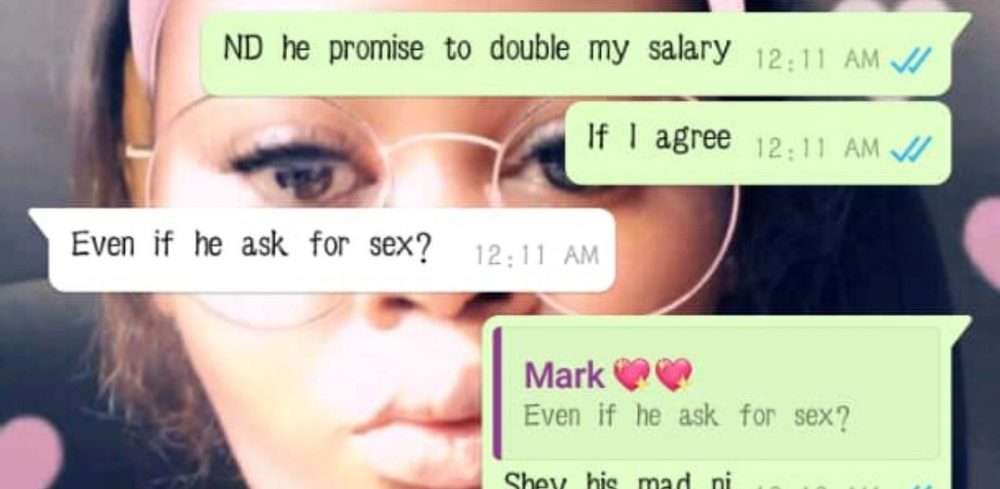 ND he promise to double my salary 12:11 AM
If I agree 12:11 AM
Even if he ask for sex? 12:11 AM
Mark 💖💖
Even if he ask for sex?
Shey his mad ni